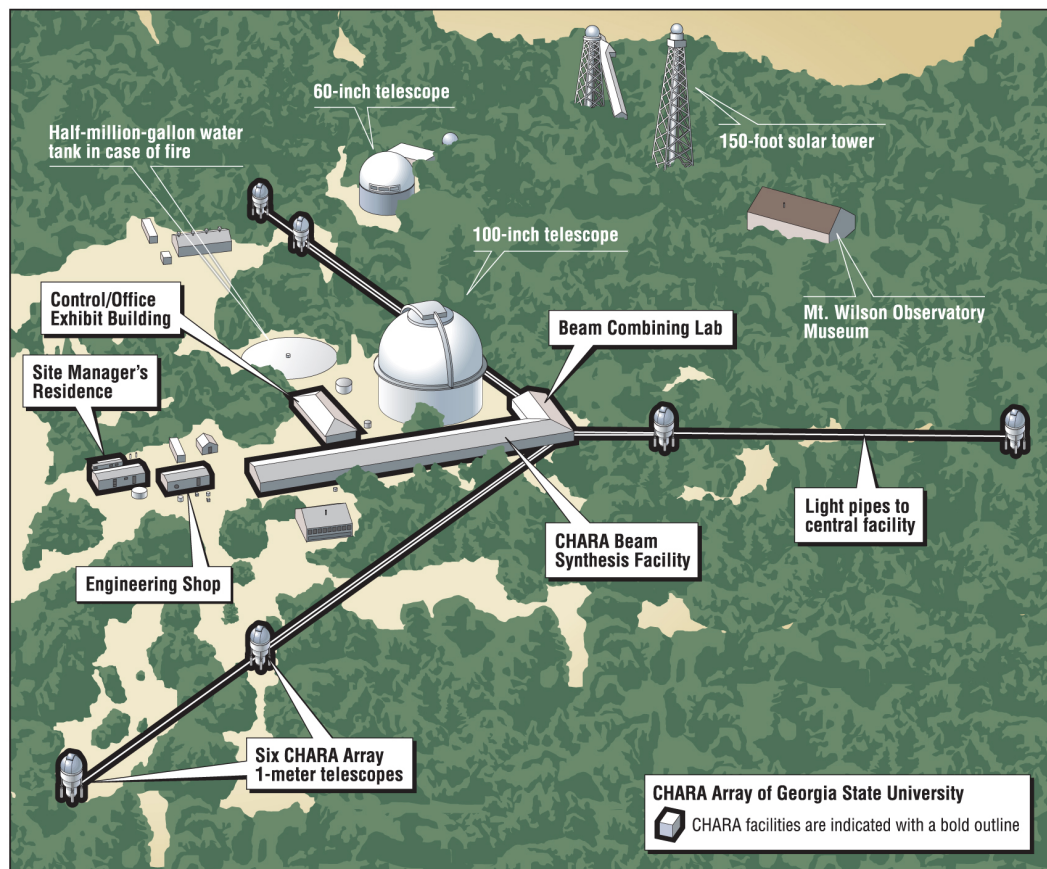 60-inch telescope
Half-million-gallon water
tank in case of fire
150-foot solar tower
100-inch telescope
Control/Office
Exhibit Building
Beam Combining Lab
Mt. Wilson Observatory
Museum
Site Manager's
Residence
Light pipes to
central facility
CHARA Beam
Synthesis Facility
Engineering Shop
Six CHARA Array
1-meter telescopes
CHARA Array of Georgia State University
CHARA facilities are indicated with a bold outline